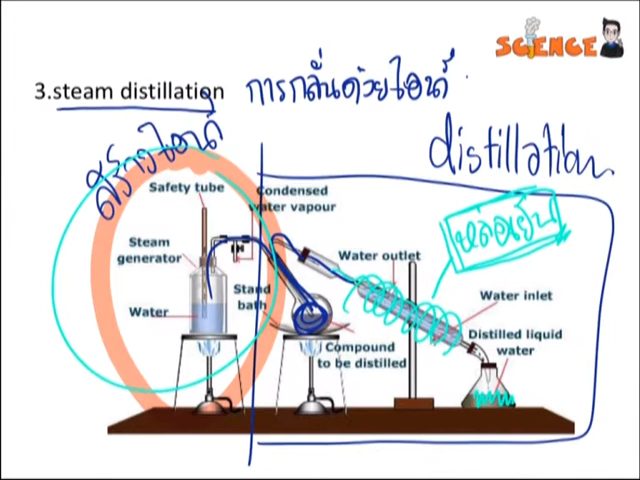 SCIENCE
3.steam distillation การกลั่นด้วยไอน้ำ
สร้างไอน้ำ
distillation
Safety tube
Condensed
water vapour
หล่อเย็น
Steam
generator
Water outlet
Stand
bath
Water inlet
Water
Distilled liquid
water
Compound
to be distilled